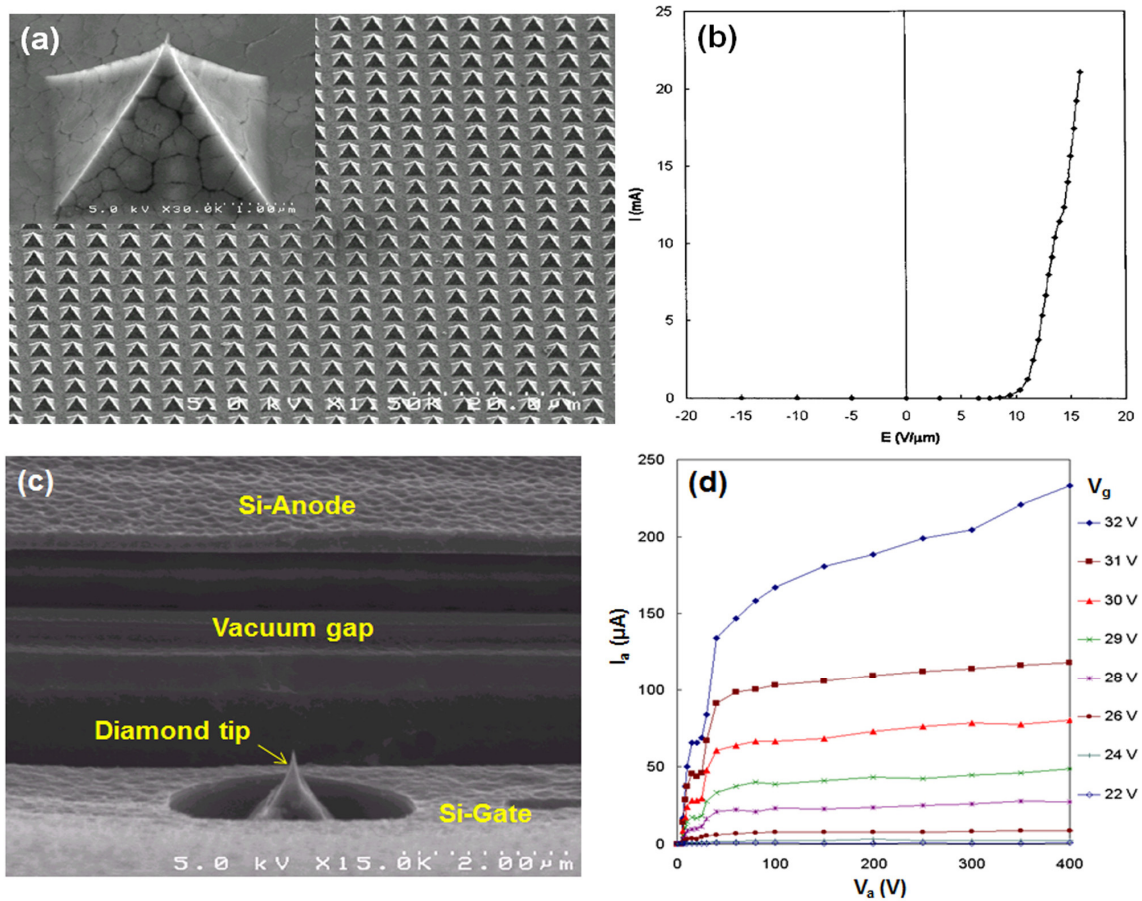 (a)
5.0 kV X30.0K 1.00μm
5.0 kV X1.50K 20.0μm
(b)
25
20
15
10
5
0
I (mA)
-20 -15 -10 -5 0 5 10 15 20
E (V/μm)
(c)
Si-Anode
Vacuum gap
Diamond tip
Si-Gate
5.0 kV X15.0K 2.00μm
(d)
250
200
150
100
50
0
Iₐ (μA)
0 100 200 300 400
Vₐ (V)
V_g
32 V
31 V
30 V
29 V
28 V
26 V
24 V
22 V